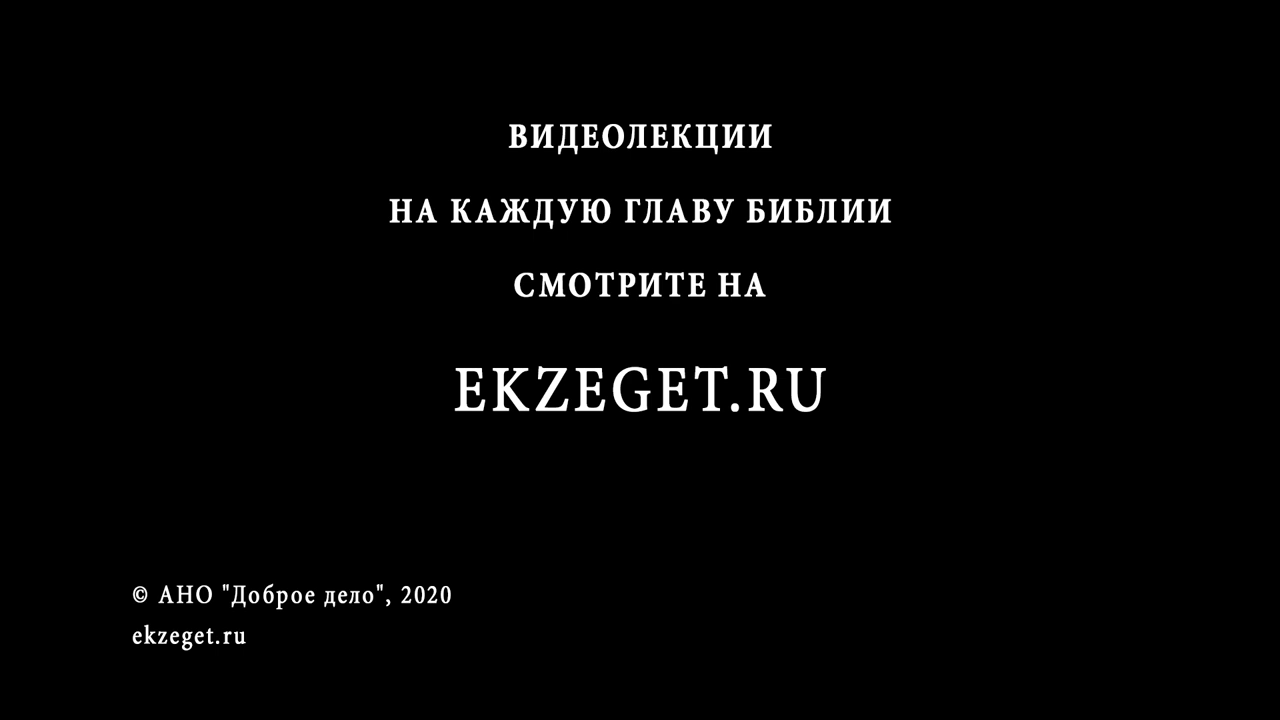 ВИДЕОЛЕКЦИИ
НА КАЖДУЮ ГЛАВУ БИБЛИИ
СМОТРИТЕ НА
EKZEGET.RU
© АНО "Доброе дело", 2020
ekzeget.ru